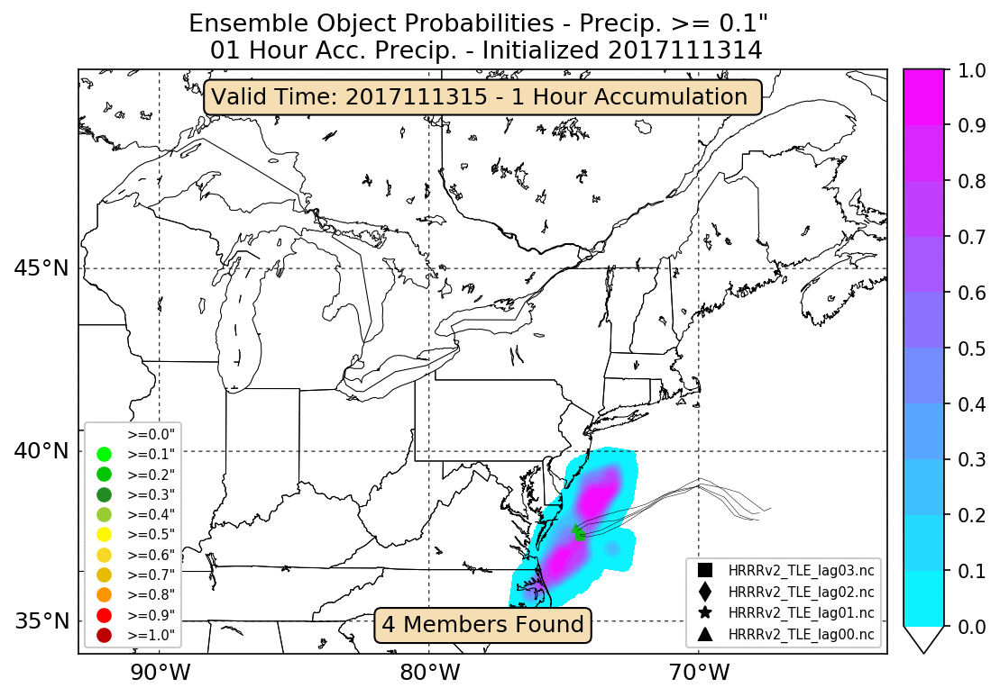 Ensemble Object Probabilities - Precip. >= 0.1"
01 Hour Acc. Precip. - Initialized 2017111314
Valid Time: 2017111315 - 1 Hour Accumulation
1.0
0.9
0.8
0.7
0.6
0.5
0.4
0.3
0.2
0.1
0.0
45°N
40°N
35°N
>=0.0"
>=0.1"
>=0.2"
>=0.3"
>=0.4"
>=0.5"
>=0.6"
>=0.7"
>=0.8"
>=0.9"
>=1.0"
4 Members Found
HRRRv2_TLE_lag03.nc
HRRRv2_TLE_lag02.nc
HRRRv2_TLE_lag01.nc
HRRRv2_TLE_lag00.nc
90°W
80°W
70°W